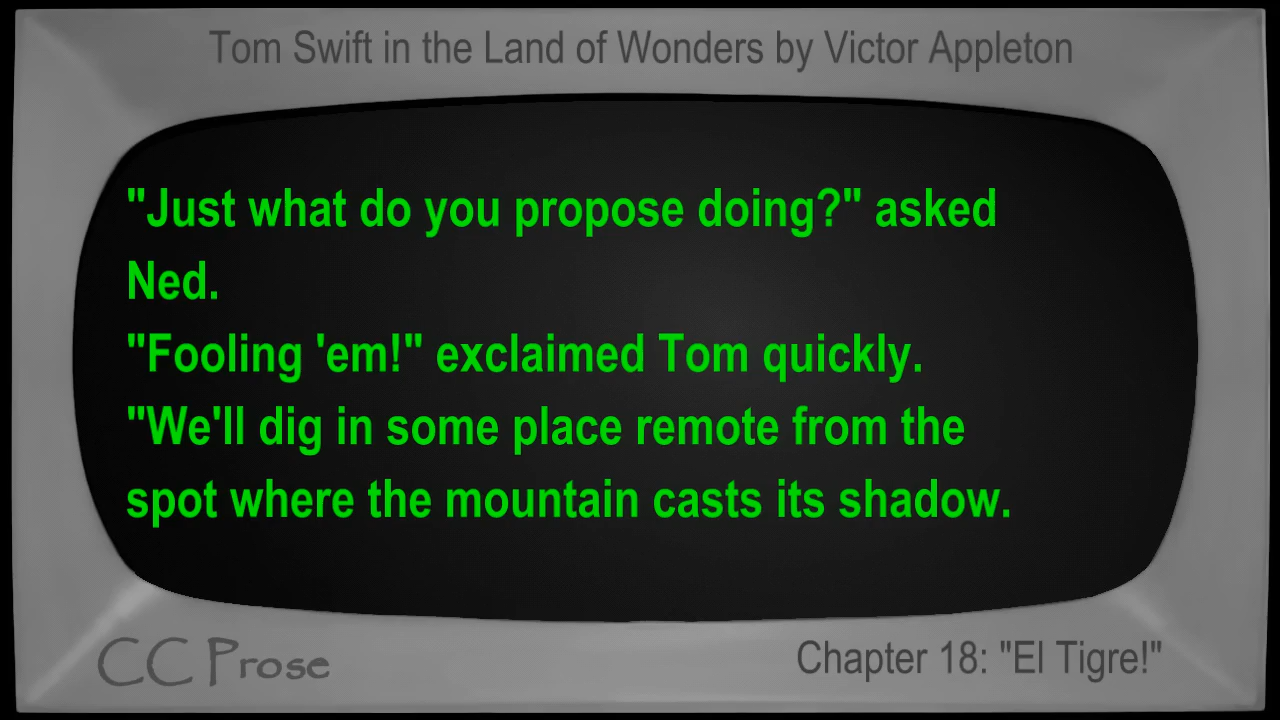 Tom Swift in the Land of Wonders by Victor Appleton
"Just what do you propose doing?" asked
Ned.
"Fooling 'em!" exclaimed Tom quickly.
"We'll dig in some place remote from the
spot where the mountain casts its shadow.
CC Prose
Chapter 18: "El Tigre!"